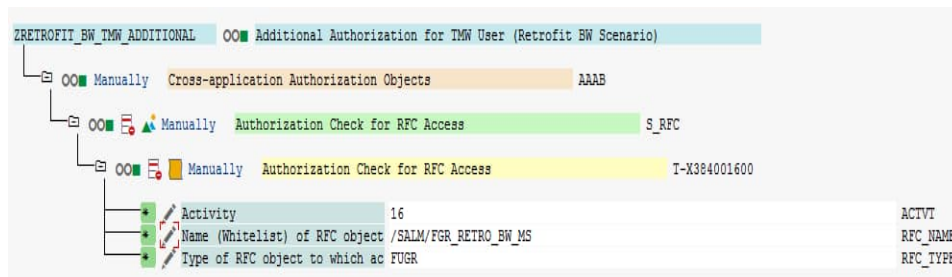 ZRETROFIT_BW_TMW_ADDITIONAL Additional Authorization for TMW User (Retrofit BW Scenario)
Manually Cross-application Authorization Objects AAAB
Manually Authorization Check for RFC Access S_RFC
Manually Authorization Check for RFC Access T-X384001600
Activity 16 ACTVT
Name (Whitelist) of RFC object /SALM/FGR_RETRO_BW_MS RFC_NAME
Type of RFC object to which ac FUGR RFC_TYPE